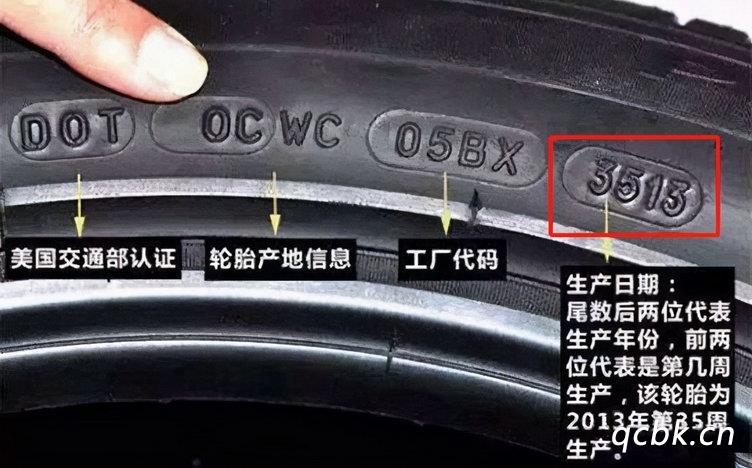 DOT 0CWC 05BX 3513
美国交通部认证
轮胎产地信息
工厂代码
生产日期：
尾数后两位代表
生产年份，前两
位代表是第几周
生产，该轮胎为
2013年第35周
生产。
qcbk.cn